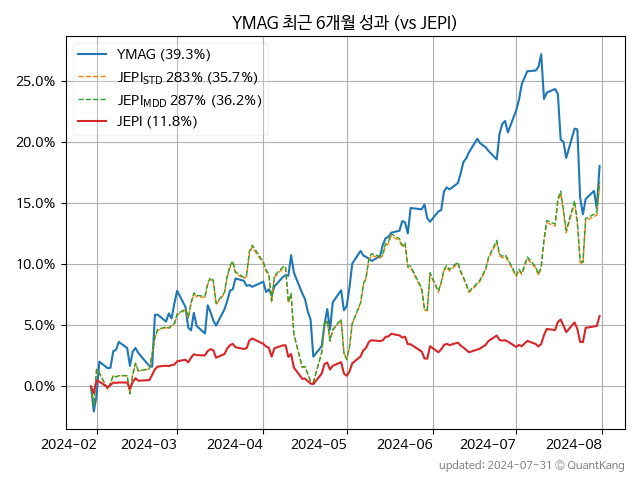 YMAG 최근 6개월 성과 (vs JEPI)
YMAG (39.3%)
JEPI_STD 283% (35.7%)
JEPI_MDD 287% (36.2%)
JEPI (11.8%)
25.0%
20.0%
15.0%
10.0%
5.0%
0.0%
2024-02 2024-03 2024-04 2024-05 2024-06 2024-07 2024-08
updated: 2024-07-31 © QuantKang